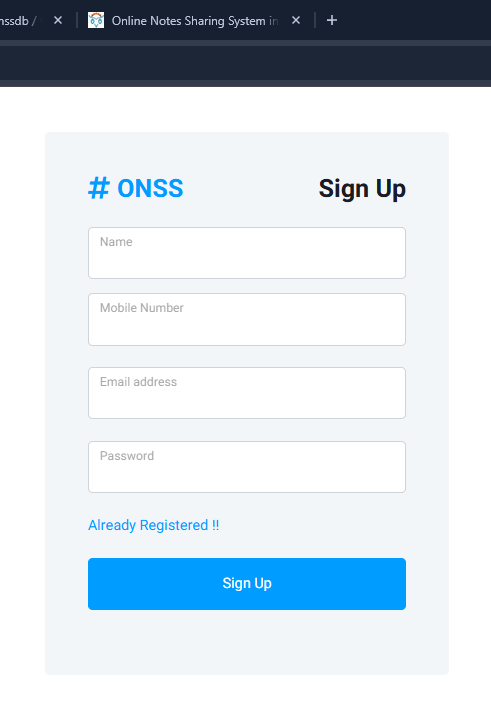 nssdb /
Online Notes Sharing System in
# ONSS
Sign Up
Name
Mobile Number
Email address
Password
Already Registered !!
Sign Up